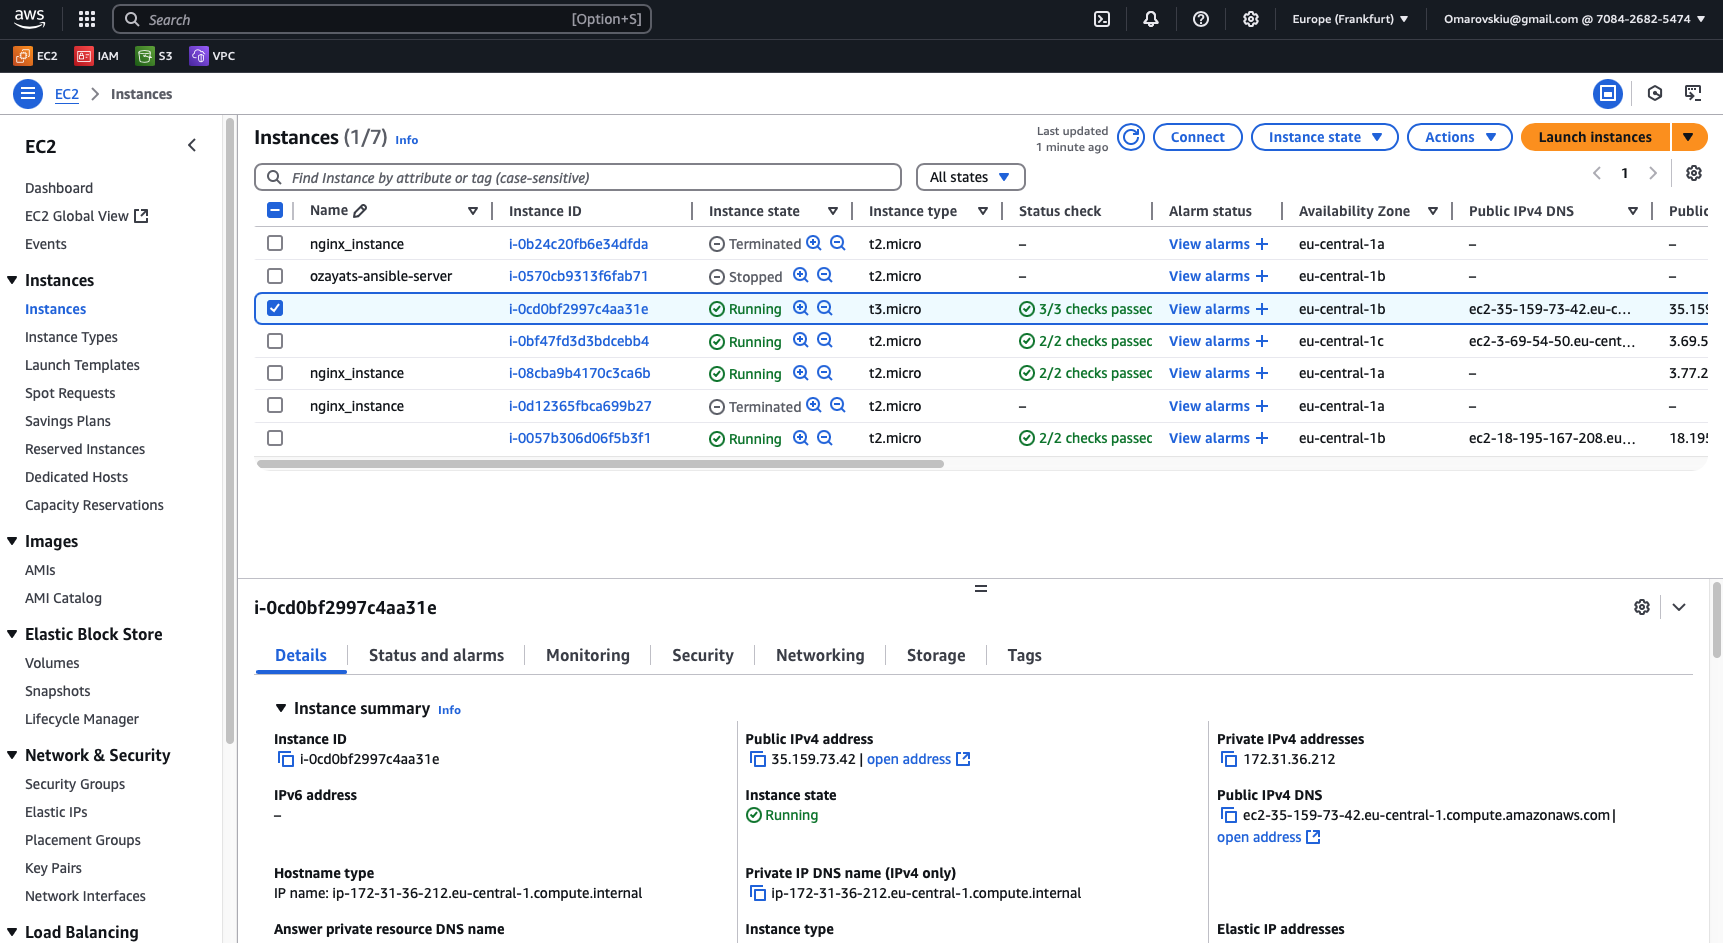 aws
Search [Option+S] Europe (Frankfurt) Omarovskiu@gmail.com @ 7084-2682-5474
EC2 IAM S3 VPC
EC2 Instances
EC2
Dashboard
EC2 Global View
Events
Instances
Instances
Instance Types
Launch Templates
Spot Requests
Savings Plans
Reserved Instances
Dedicated Hosts
Capacity Reservations
Images
AMIs
AMI Catalog
Elastic Block Store
Volumes
Snapshots
Lifecycle Manager
Network & Security
Security Groups
Elastic IPs
Placement Groups
Key Pairs
Network Interfaces
Load Balancing
Instances (1/7) Info
Last updated
1 minute ago
Connect Instance state Actions Launch instances
Find Instance by attribute or tag (case-sensitive) All states 1
Name Instance ID Instance state Instance type Status check Alarm status Availability Zone Public IPv4 DNS Public
nginx_instance i-0b24c20fb6e34dfda Terminated t2.micro – View alarms + eu-central-1a – –
ozayats-ansible-server i-0570cb9313f6fab71 Stopped t2.micro – View alarms + eu-central-1b – –
i-0cd0bf2997c4aa31e Running t3.micro 3/3 checks passed View alarms + eu-central-1b ec2-35-159-73-42.eu-c... 35.159
i-0bf47fd3d3bdcebb4 Running t2.micro 2/2 checks passed View alarms + eu-central-1c ec2-3-69-54-50.eu-cent... 3.69.5
nginx_instance i-08cba9b4170c3ca6b Running t2.micro 2/2 checks passed View alarms + eu-central-1a – 3.77.2
nginx_instance i-0d12365fbca699b27 Terminated t2.micro – View alarms + eu-central-1a – –
i-0057b306d06f5b3f1 Running t2.micro 2/2 checks passed View alarms + eu-central-1b ec2-18-195-167-208.eu... 18.195
i-0cd0bf2997c4aa31e
Details Status and alarms Monitoring Security Networking Storage Tags
Instance summary Info
Instance ID
i-0cd0bf2997c4aa31e
Public IPv4 address
35.159.73.42 | open address
Private IPv4 addresses
172.31.36.212
IPv6 address
–
Instance state
Running
Public IPv4 DNS
ec2-35-159-73-42.eu-central-1.compute.amazonaws.com |
open address
Hostname type
IP name: ip-172-31-36-212.eu-central-1.compute.internal
Private IP DNS name (IPv4 only)
ip-172-31-36-212.eu-central-1.compute.internal
Answer private resource DNS name
Instance type
Elastic IP addresses